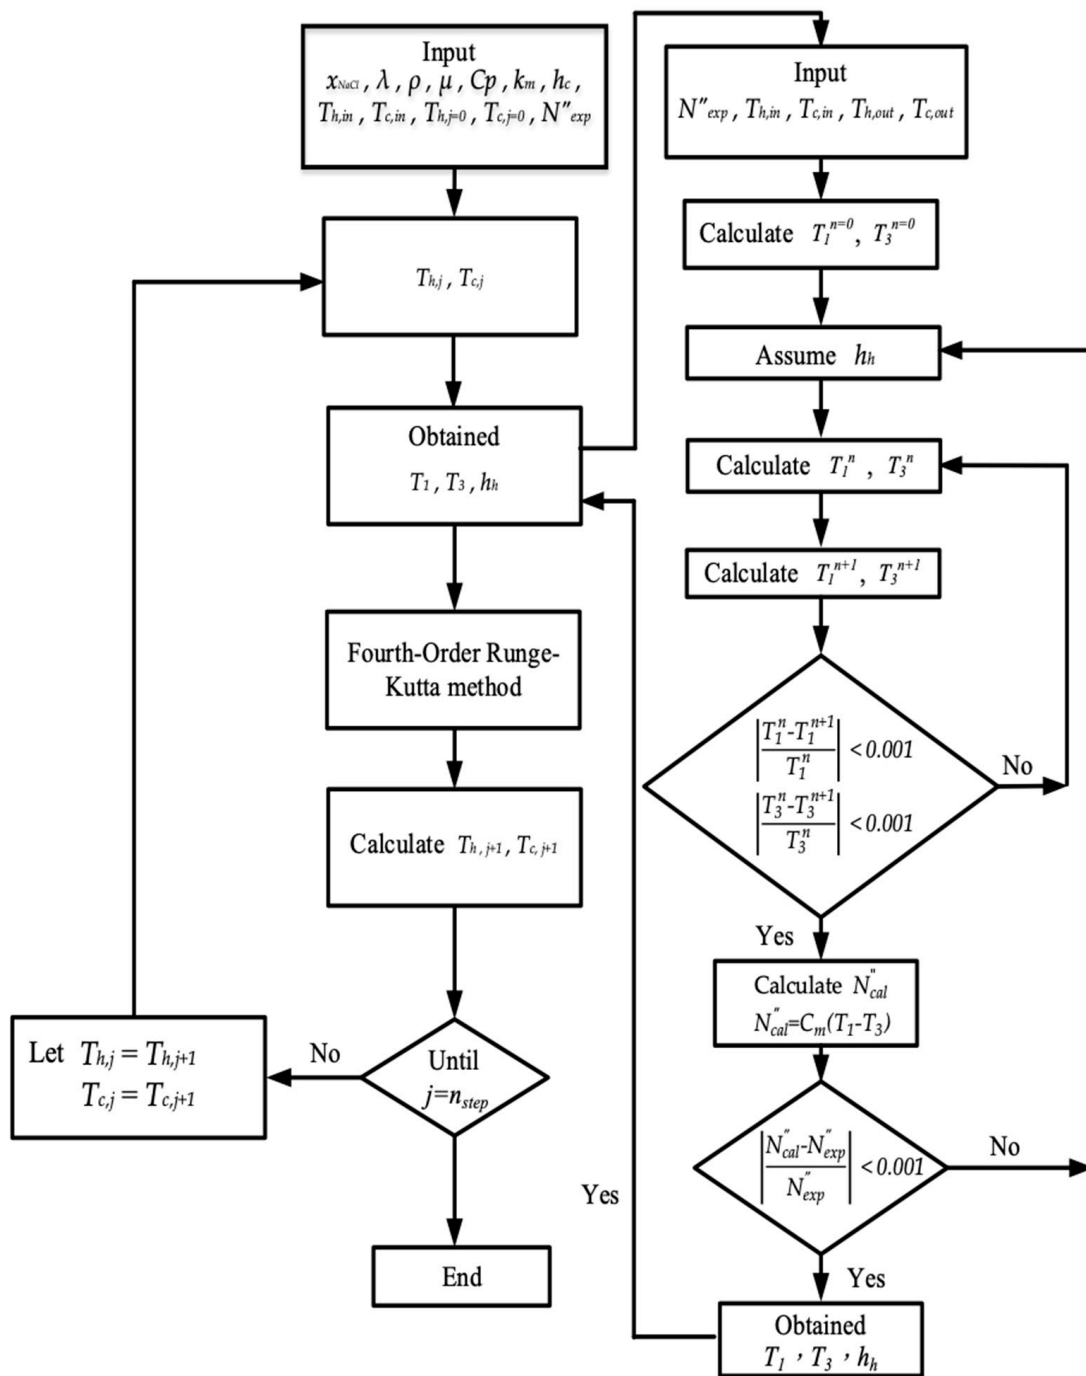 Input
x_NaCl , λ , ρ , μ , Cp , k_m , h_c ,
T_h,in , T_c,in , T_h,j=0 , T_c,j=0 , N"_exp
T_h,j , T_c,j
Obtained
T_1 , T_3 , h_h
Fourth-Order Runge-
Kutta method
Calculate T_h,j+1 , T_c,j+1
Until
j=n_step
No
Let T_h,j = T_h,j+1
T_c,j = T_c,j+1
End
Input
N"_exp , T_h,in , T_c,in , T_h,out , T_c,out
Calculate T_1^n=0, T_3^n=0
Assume h_h
Calculate T_1^n , T_3^n
Calculate T_1^n+1, T_3^n+1
|T_1^n-T_1^n+1 / T_1^n| <0.001
|T_3^n-T_3^n+1 / T_3^n| <0.001
No
Yes
Calculate N"_cal
N"_cal=C_m(T_1-T_3)
|N"_cal-N"_exp / N"_exp| <0.001
No
Yes
Yes
Obtained
T_1 , T_3 , h_h